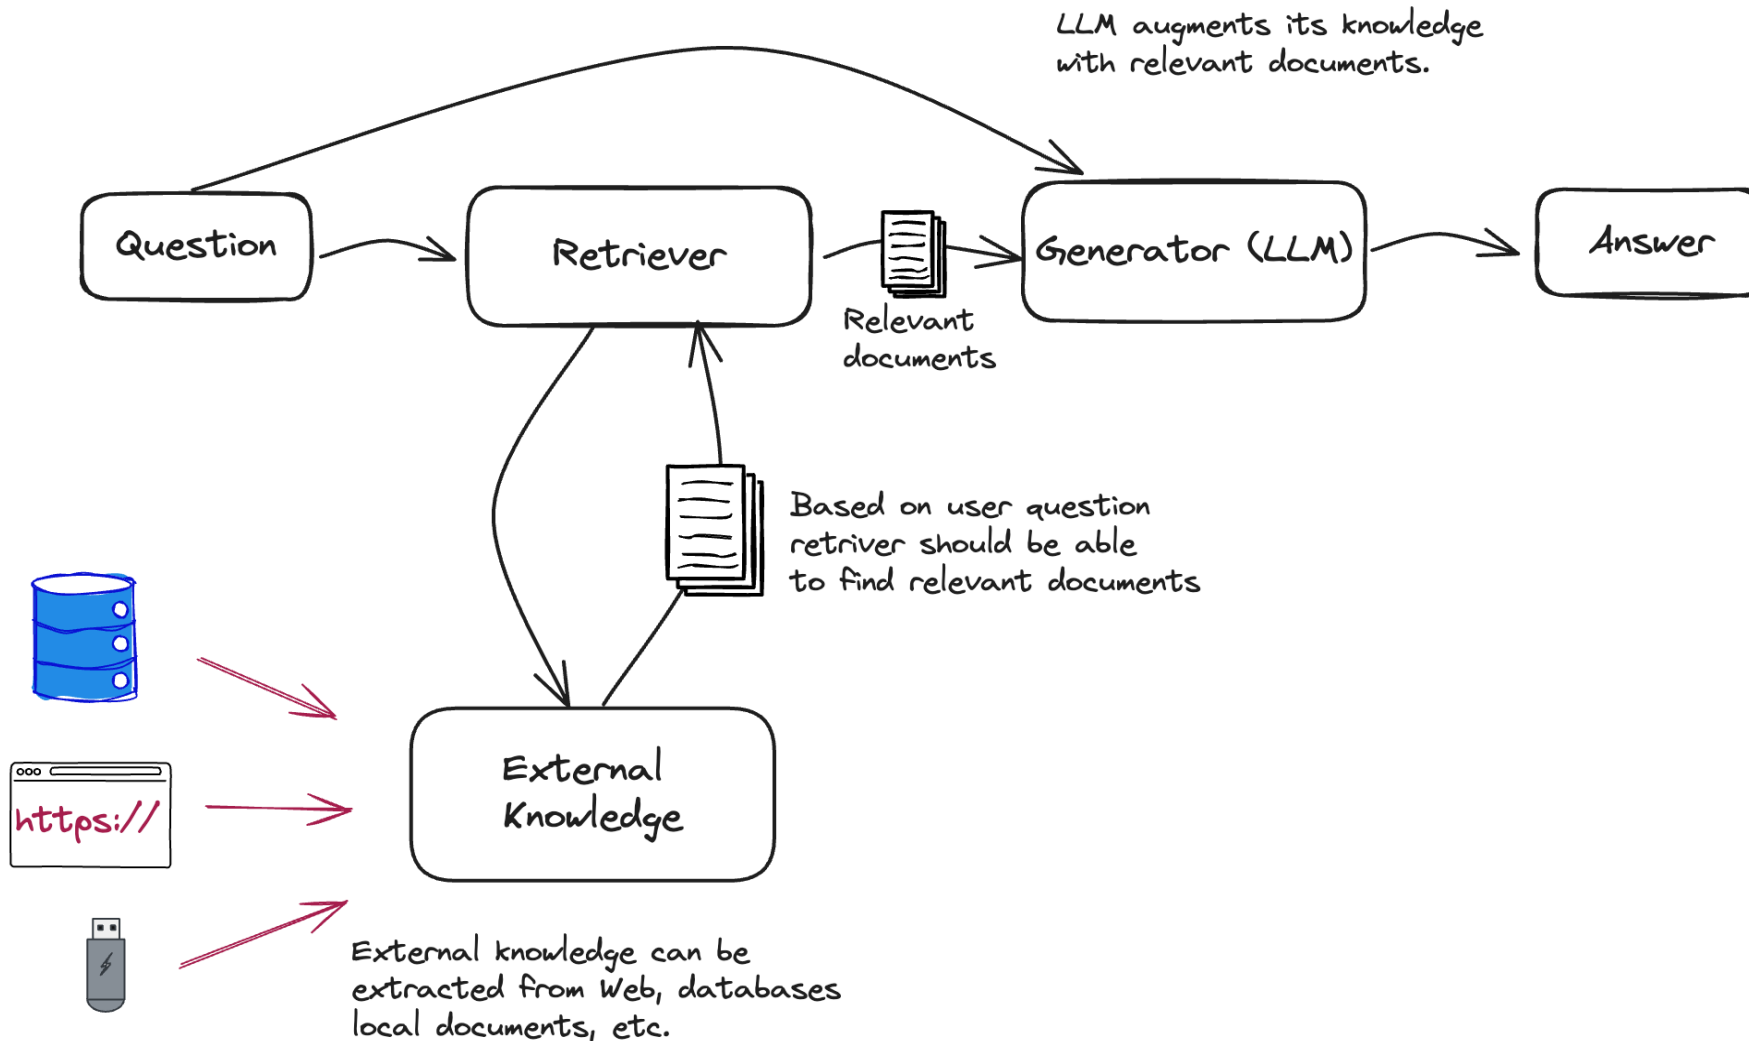 LLM augments its knowledge
with relevant documents.
Question
Retriever
Generator (LLM)
Answer
Relevant
documents
Based on user question
retriver should be able
to find relevant documents
https://
External
Knowledge
External knowledge can be
extracted from Web, databases
local documents, etc.